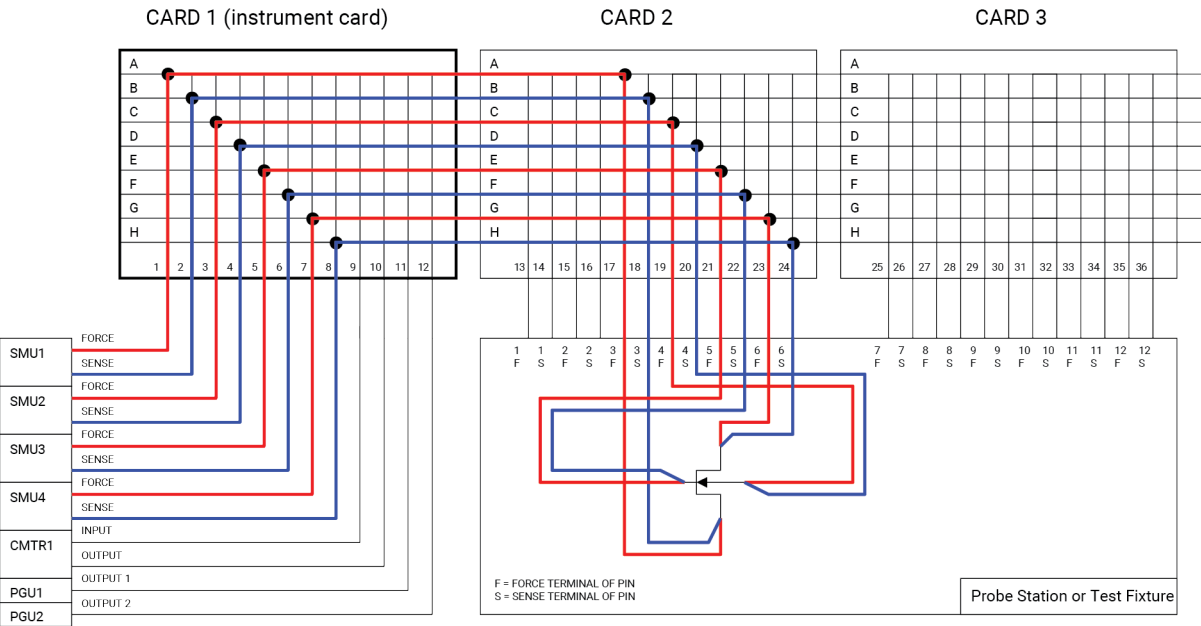 CARD 1 (instrument card) CARD 2 CARD 3
A A A
B B B
C C C
D D D
E E E
F F F
G G G
H H H
1 2 3 4 5 6 7 8 9 10 11 12 13 14 15 16 17 18 19 20 21 22 23 24 25 26 27 28 29 30 31 32 33 34 35 36
FORCE
SMU1
SENSE
FORCE
SMU2
SENSE
FORCE
SMU3
SENSE
FORCE
SMU4
SENSE
INPUT
CMTR1
OUTPUT
OUTPUT 1
PGU1
OUTPUT 2
PGU2
1 1 2 2 3 3 4 4 5 5 6 6 7 7 8 8 9 9 10 10 11 11 12 12
F S F S F S F S F S F S F S F S F S F S F S F S
F = FORCE TERMINAL OF PIN
S = SENSE TERMINAL OF PIN
Probe Station or Test Fixture